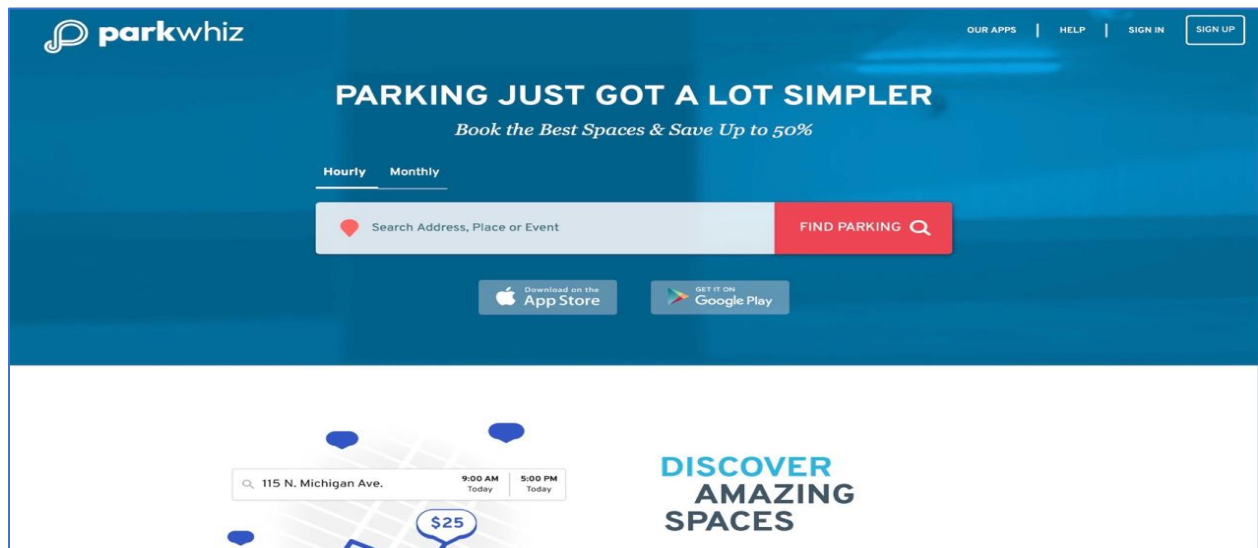 parkwhiz
OUR APPS | HELP | SIGN IN SIGN UP
PARKING JUST GOT A LOT SIMPLER
Book the Best Spaces & Save Up to 50%
Hourly Monthly
Search Address, Place or Event FIND PARKING
Download on the App Store
GET IT ON Google Play
DISCOVER
AMAZING
SPACES
115 N. Michigan Ave. 9:00 AM Today 5:00 PM Today
$25